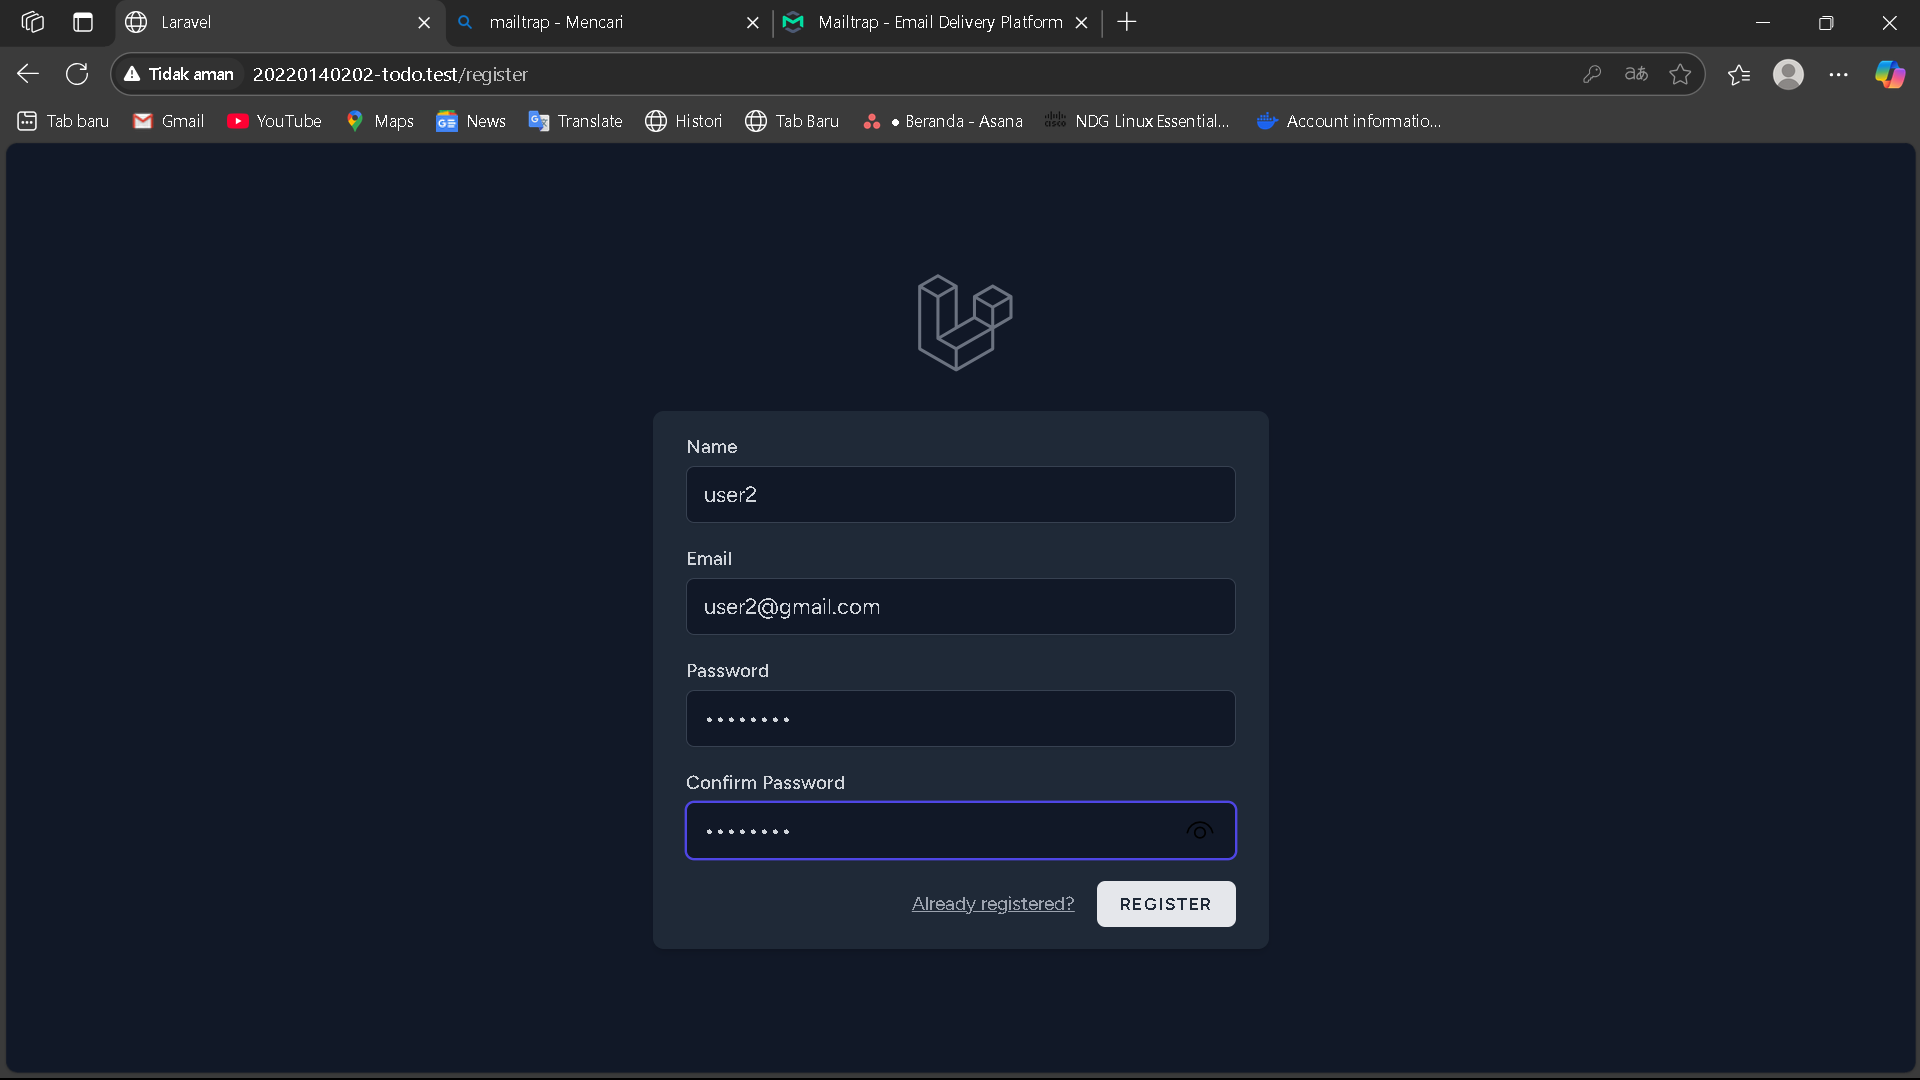 Laravel
mailtrap - Mencari
Mailtrap - Email Delivery Platform
Tidak aman
20220140202-todo.test/register
aあ
Tab baru
Gmail
YouTube
Maps
News
Translate
Histori
Tab Baru
● Beranda - Asana
NDG Linux Essential...
Account informatio...
Name
user2
Email
user2@gmail.com
Password
••••••••
Confirm Password
••••••••
Already registered?
REGISTER